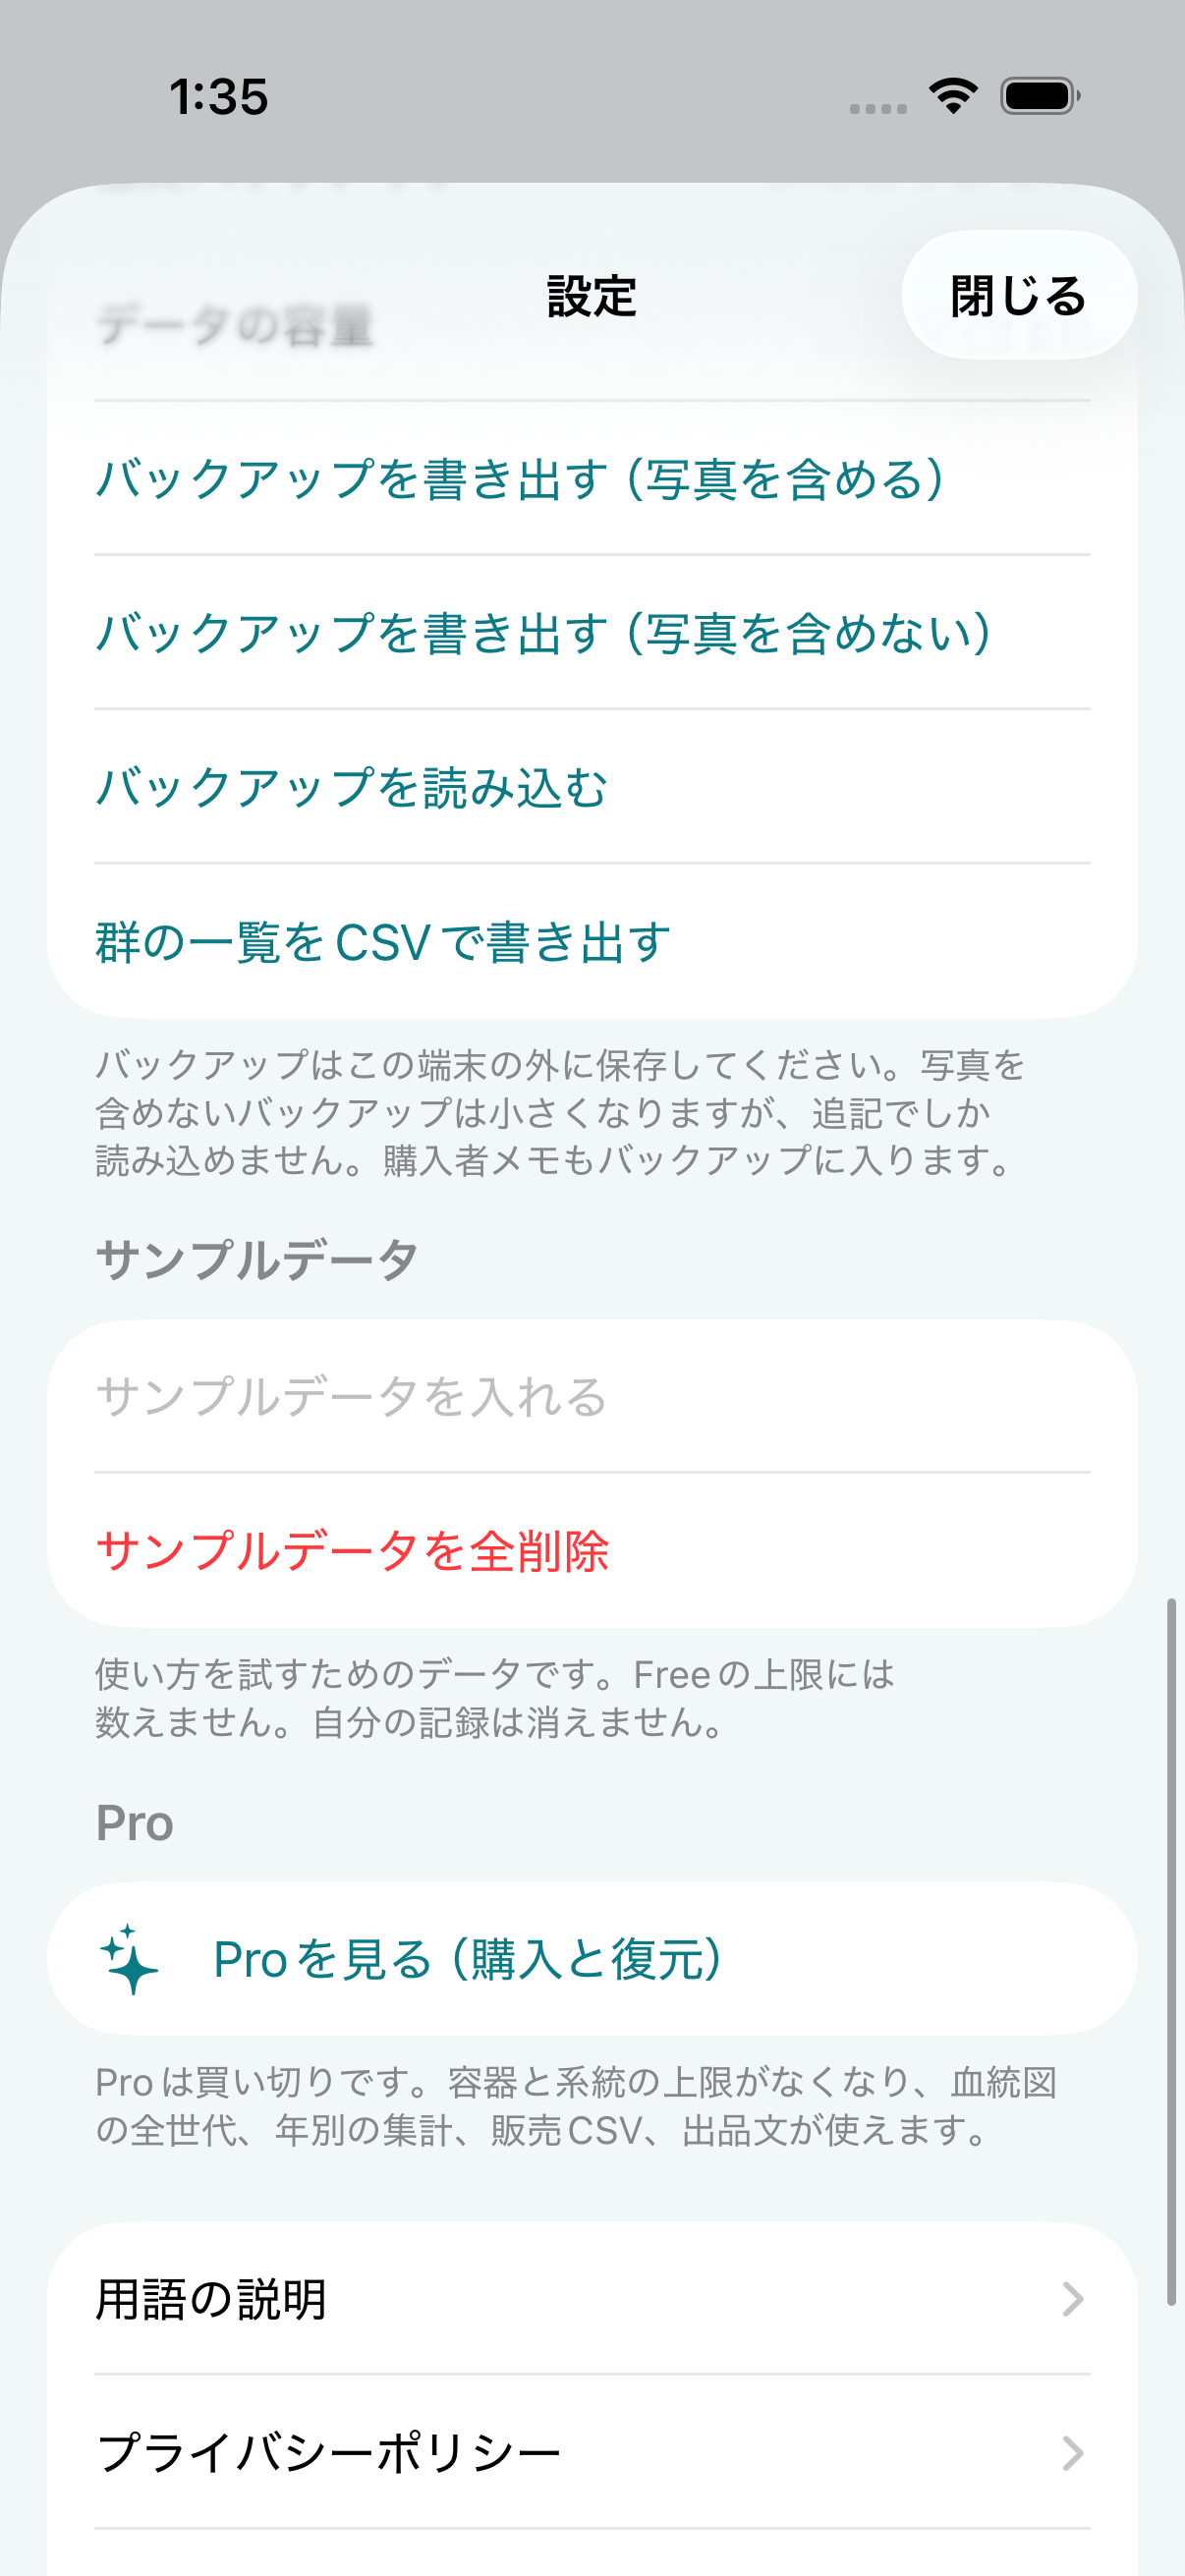 1:35
設定
閉じる
データの容量
バックアップを書き出す（写真を含める）
バックアップを書き出す（写真を含めない）
バックアップを読み込む
群の一覧をCSVで書き出す
バックアップはこの端末の外に保存してください。写真を
含めないバックアップは小さくなりますが、追記でしか
読み込めません。購入者メモもバックアップに入ります。
サンプルデータ
サンプルデータを入れる
サンプルデータを全削除
使い方を試すためのデータです。Freeの上限には
数えません。自分の記録は消えません。
Pro
Proを見る（購入と復元）
Proは買い切りです。容器と系統の上限がなくなり、血統図
の全世代、年別の集計、販売CSV、出品文が使えます。
用語の説明
プライバシーポリシー